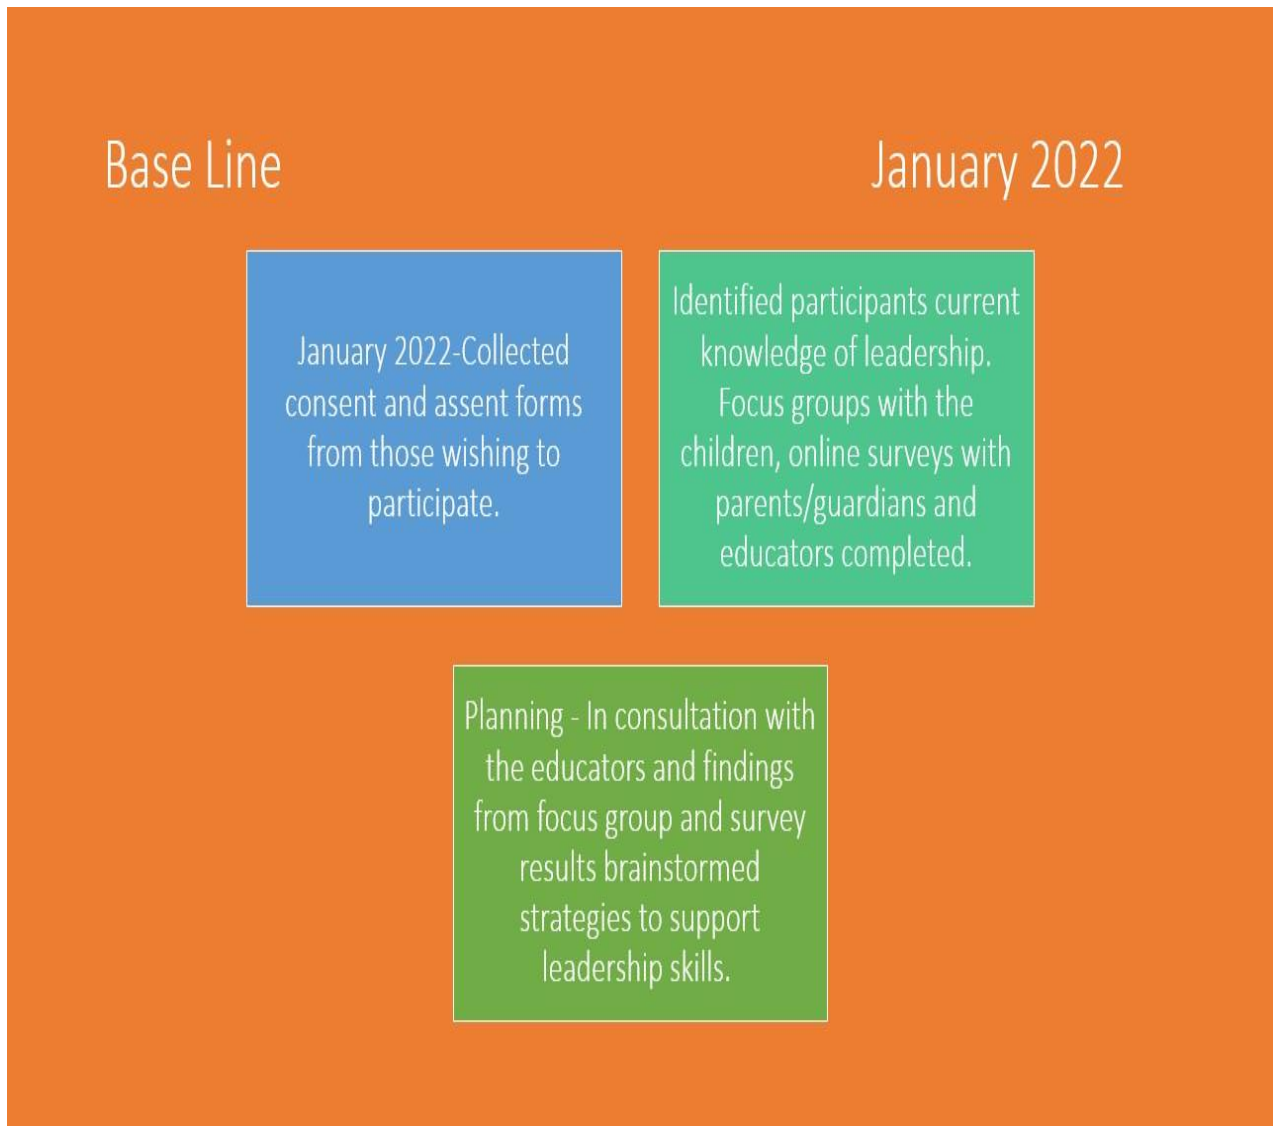 Base Line
January 2022
January 2022-Collected
consent and assent forms
from those wishing to
participate.
Identified participants current
knowledge of leadership.
Focus groups with the
children, online surveys with
parents/guardians and
educators completed.
Planning - In consultation with
the educators and findings
from focus group and survey
results brainstormed
strategies to support
leadership skills.